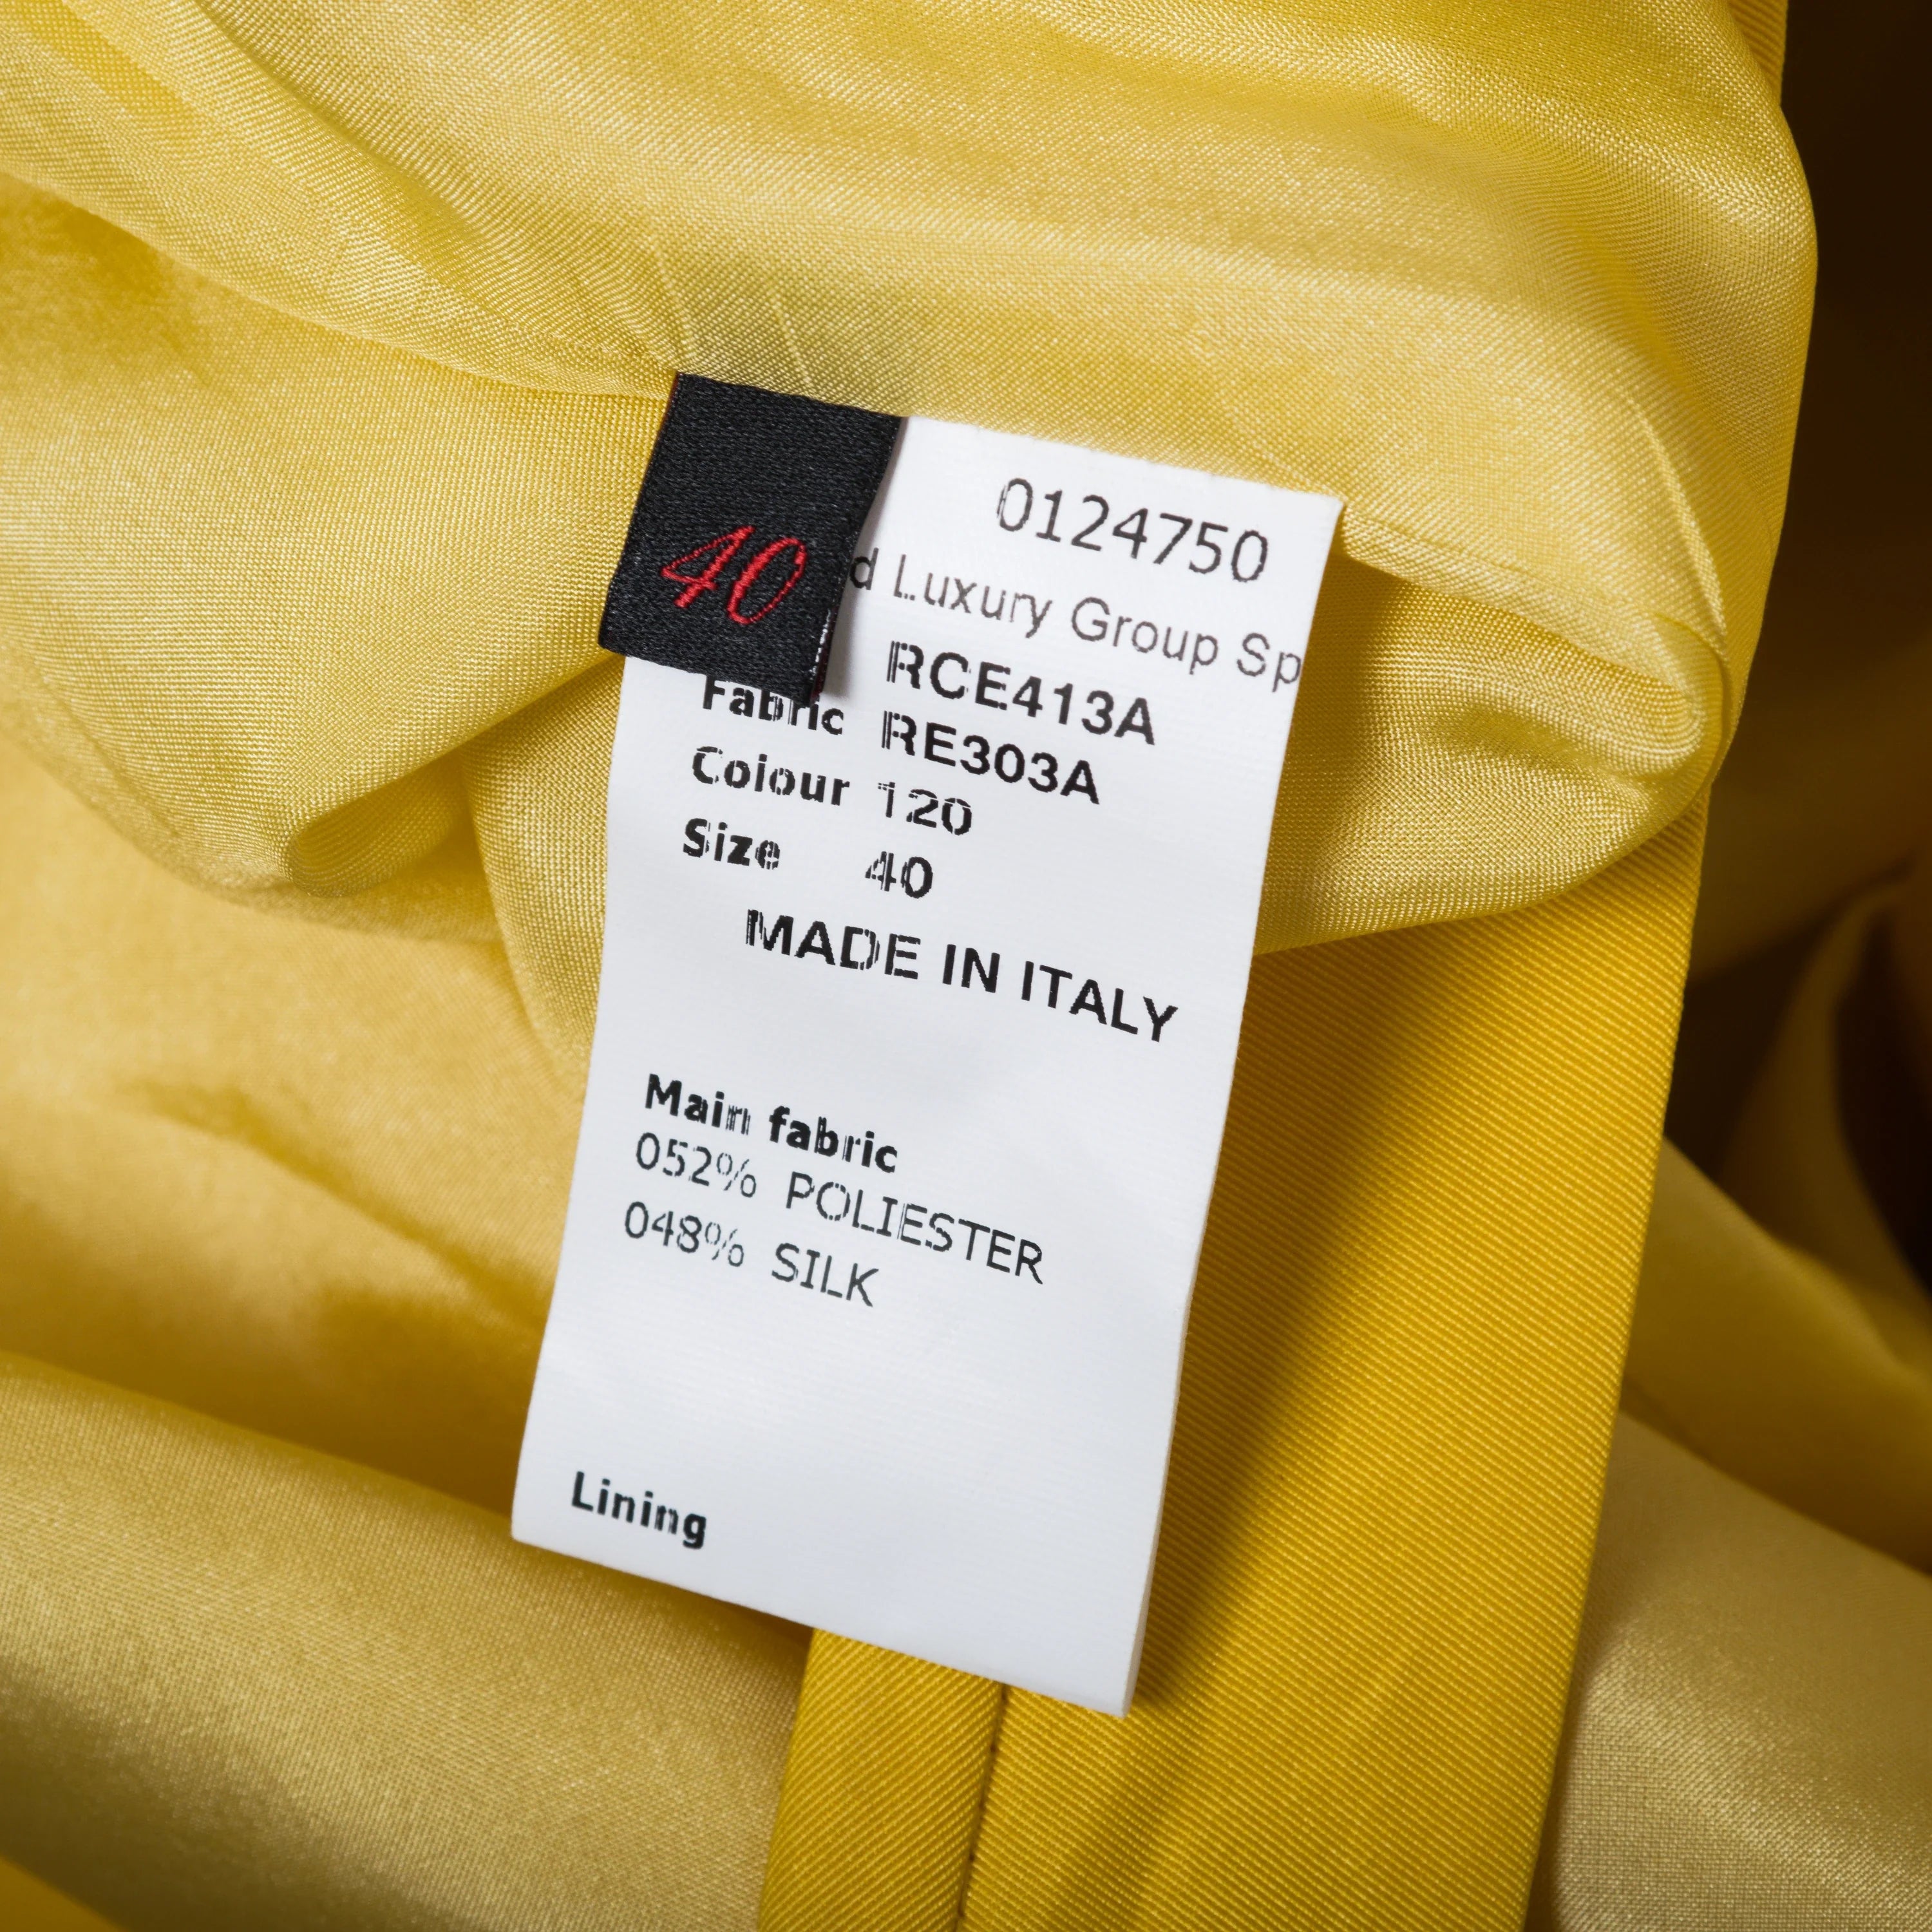 40
0124750
d Luxury Group Sp
RCE413A
Fabric RE303A
Colour 120
Size 40
MADE IN ITALY
Main fabric
052% POLIESTER
048% SILK
Lining